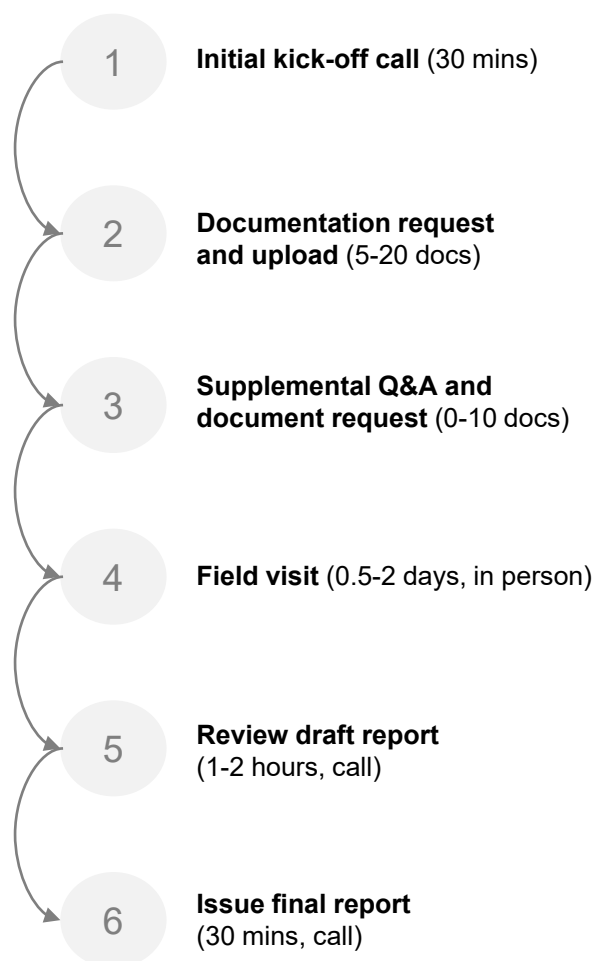 1
Initial kick-off call (30 mins)
2
Documentation request
and upload (5-20 docs)
3
Supplemental Q&A and
document request (0-10 docs)
4
Field visit (0.5-2 days, in person)
5
Review draft report
(1-2 hours, call)
6
Issue final report
(30 mins, call)